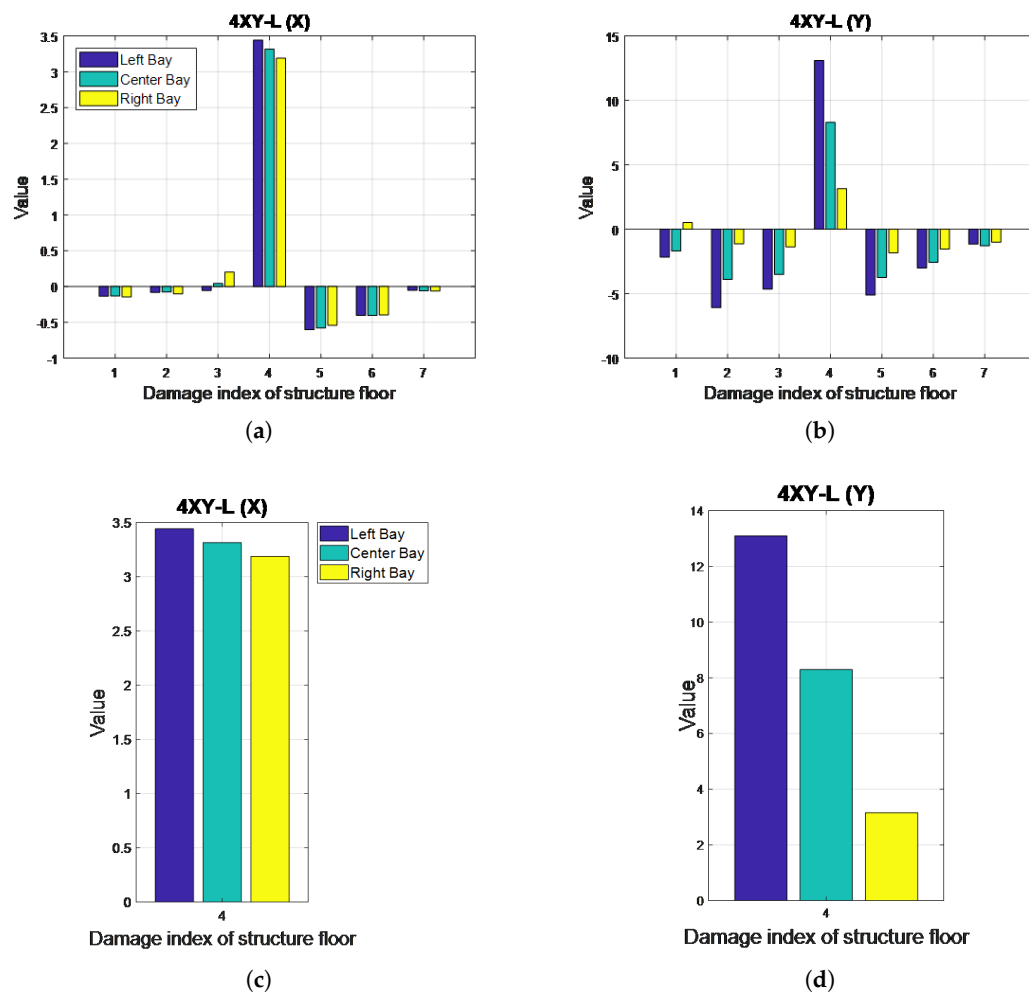 4XY-L (X)
3.5
3
2.5
2
1.5
1
0.5
0
-0.5
-1
Value
Left Bay
Center Bay
Right Bay
1 2 3 4 5 6 7
Damage index of structure floor
(a)
4XY-L (Y)
15
10
5
0
-5
-10
Value
1 2 3 4 5 6 7
Damage index of structure floor
(b)
4XY-L (X)
3.5
3
2.5
2
1.5
1
0.5
0
Value
Left Bay
Center Bay
Right Bay
4
Damage index of structure floor
(c)
4XY-L (Y)
14
12
10
8
6
4
2
0
Value
4
Damage index of structure floor
(d)